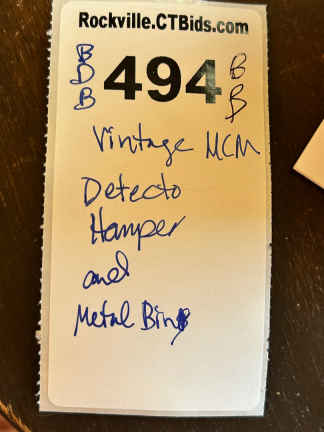 Rockville.CTBids.com
B
D
B
494
B
B
Vintage MCM
Detecto
Hamper
and
Metal Bins